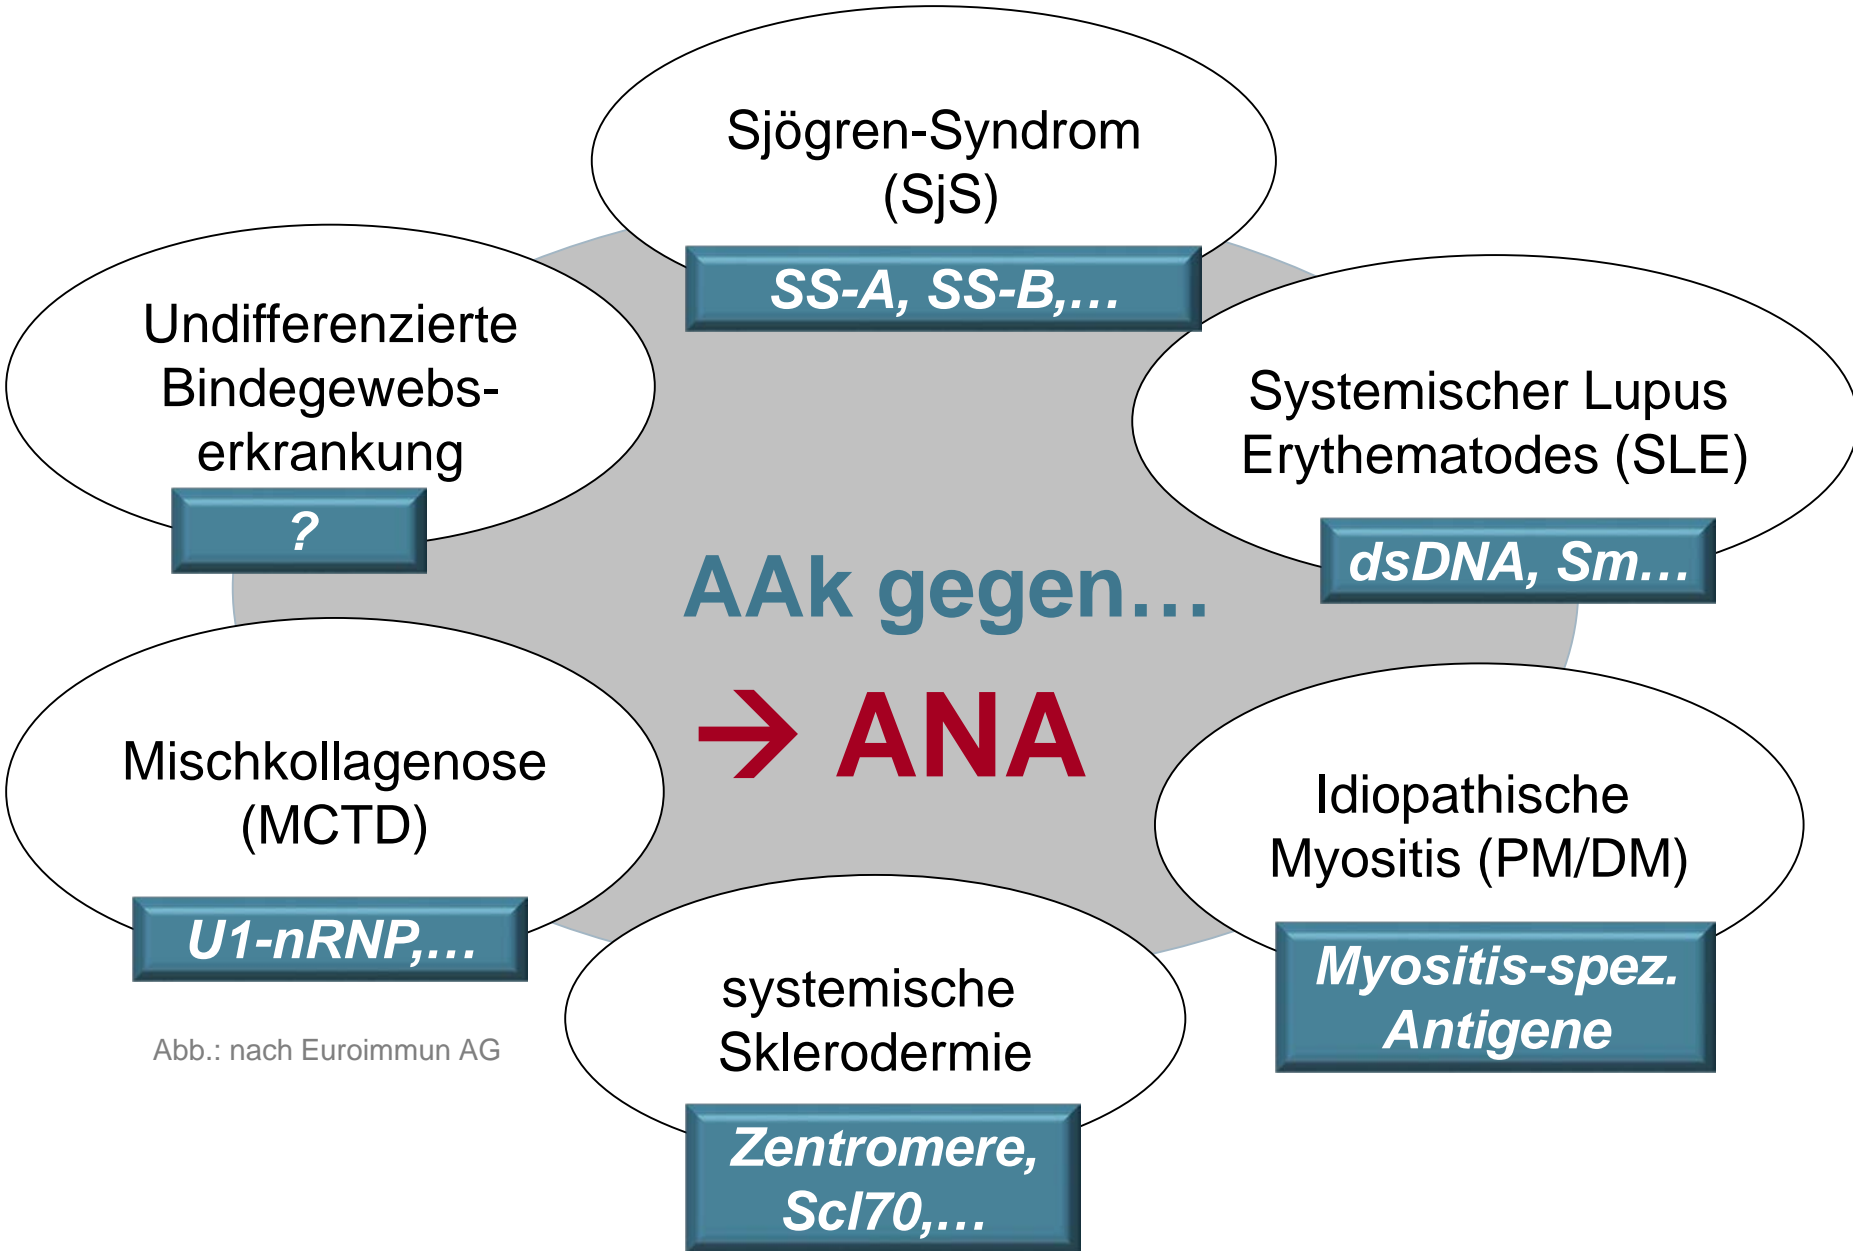 Sjögren-Syndrom
(SjS)
SS-A, SS-B,...
Undifferenzierte
Bindegewebs-
erkrankung
?
Systemischer Lupus
Erythematodes (SLE)
dsDNA, Sm...
AAk gegen...
→ ANA
Mischkollagenose
(MCTD)
U1-nRNP,...
Idiopathische
Myositis (PM/DM)
Myositis-spez.
Antigene
systemische
Sklerodermie
Zentromere,
Scl70,...
Abb.: nach Euroimmun AG